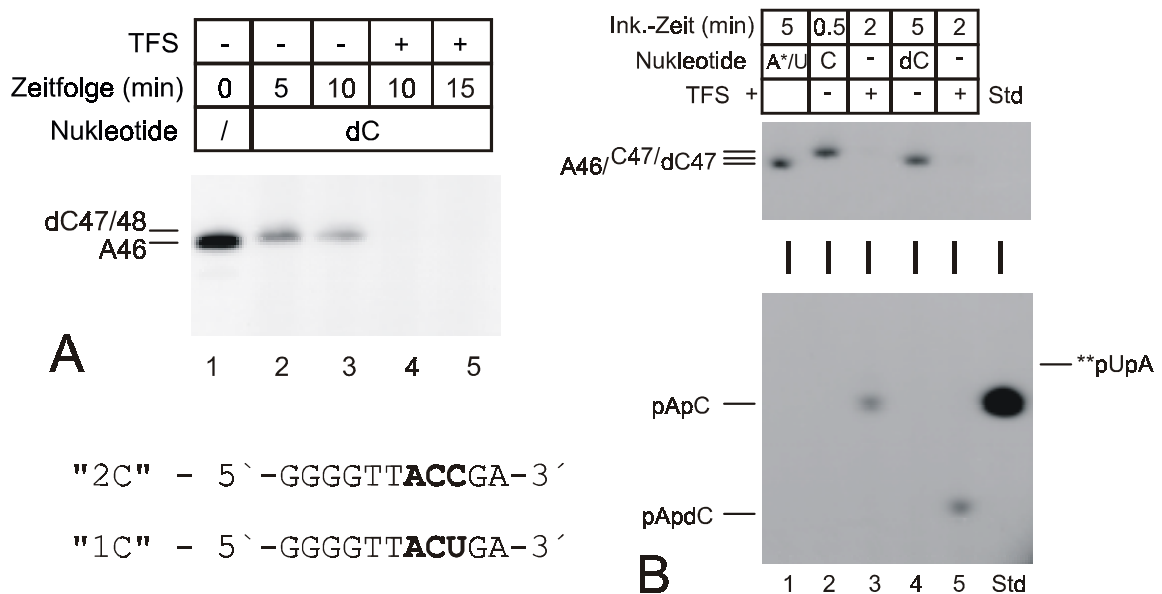 TFS - - - + +
Zeitfolge (min) 0 5 10 10 15
Nukleotide / dC
dC47/48
A46
A
1 2 3 4 5
"2C" - 5`-GGGGTTACCGA-3´
"1C" - 5`-GGGGTTACUGA-3´
Ink.-Zeit (min) 5 0.5 2 5 2
Nukleotide A*/U C - dC -
TFS + - + - + Std
A46/C47/dC47
**pUpA
pApC
pApdC
B
1 2 3 4 5 Std